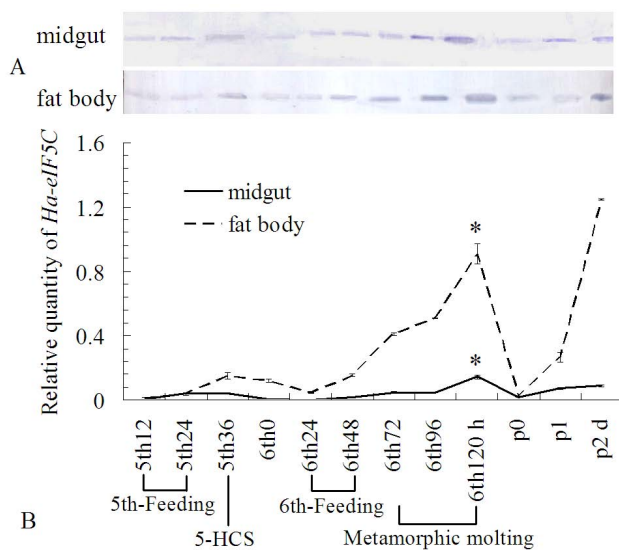 midgut
A
fat body
Relative quantity of Ha-eIF5C
1.6
1.2
0.8
0.4
0
midgut
fat body
*
*
5th12
5th24
5th36
6th0
6th24
6th48
6th72
6th96
6th120 h
p0
p1
p2 d
5th-Feeding
6th-Feeding
5-HCS
Metamorphic molting
B